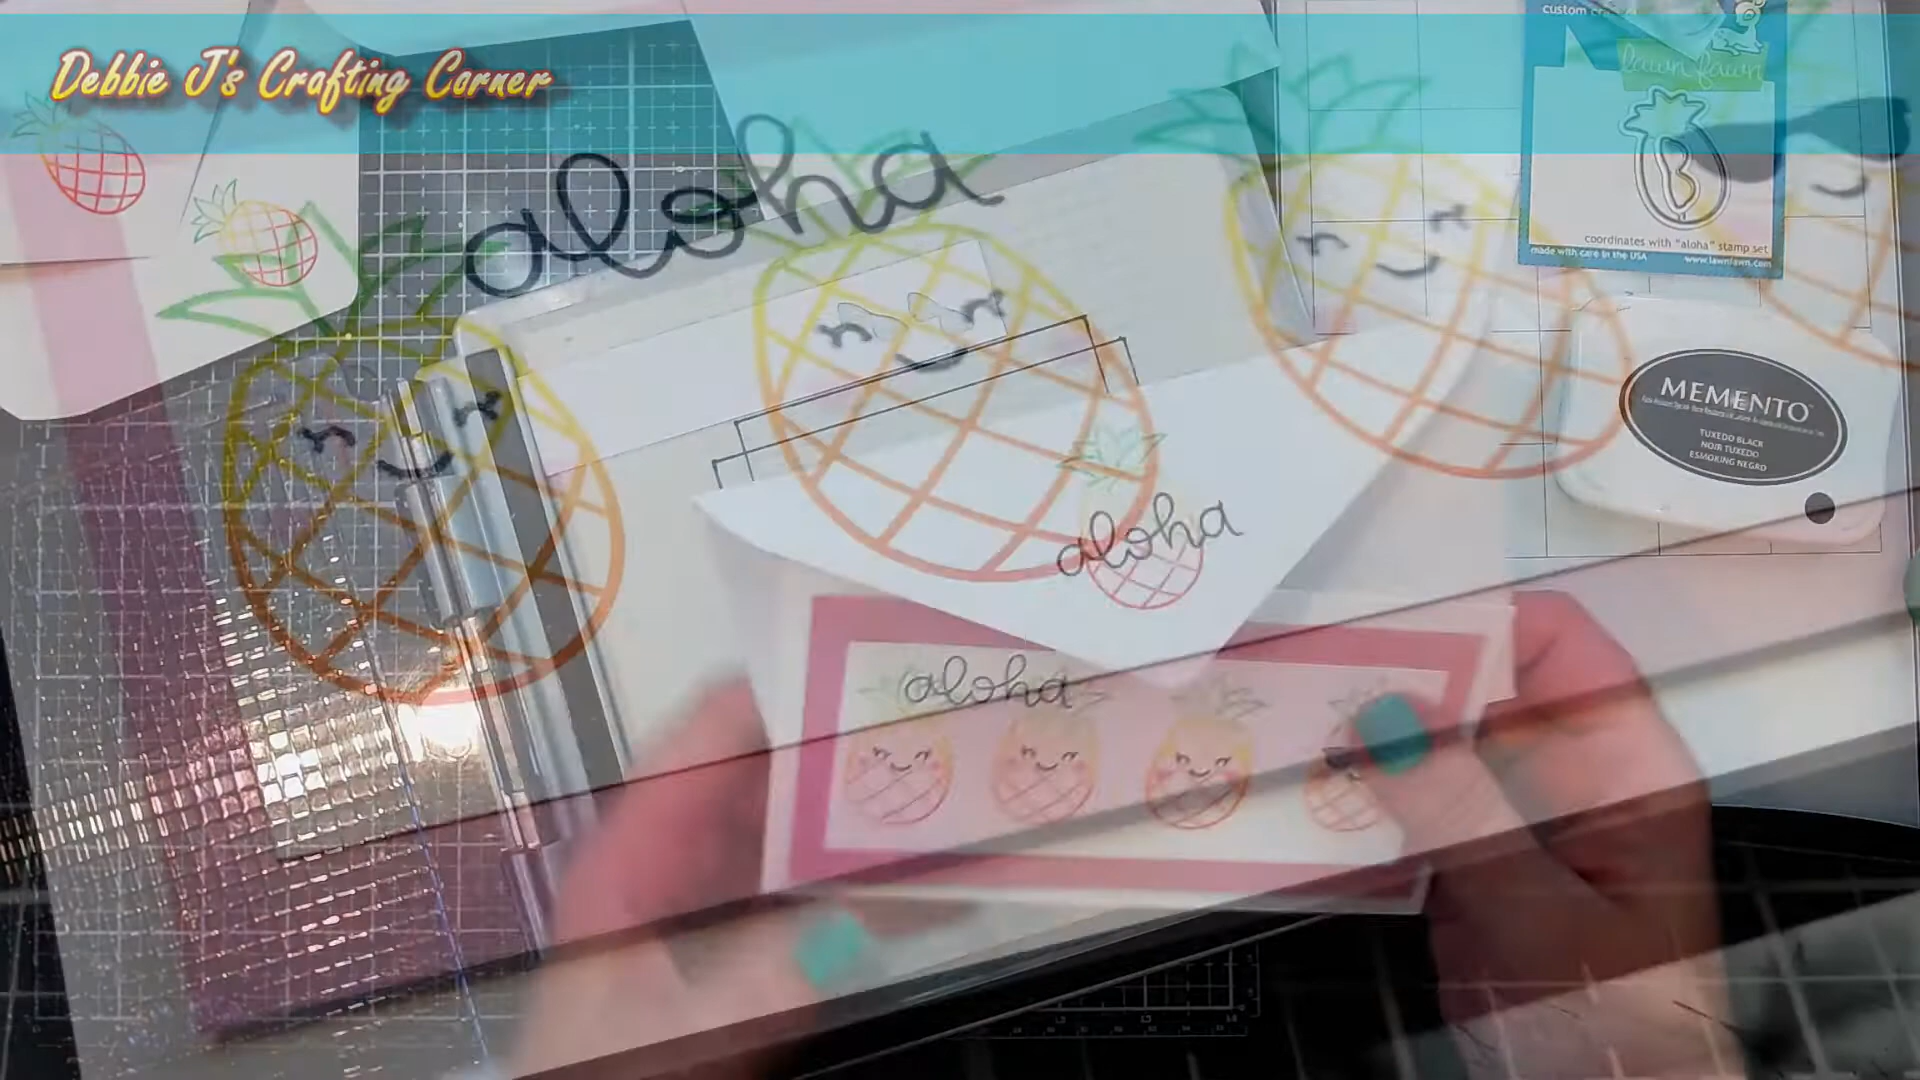 Debbie J's Crafting Corner
aloha
lawn fawn
coordinates with "aloha" stamp set
made with care in the USA
www.lawnfawn.com
MEMENTO
TUXEDO BLACK
NOIR TUXEDO
ESMOKING NEGRO
aloha
aloha